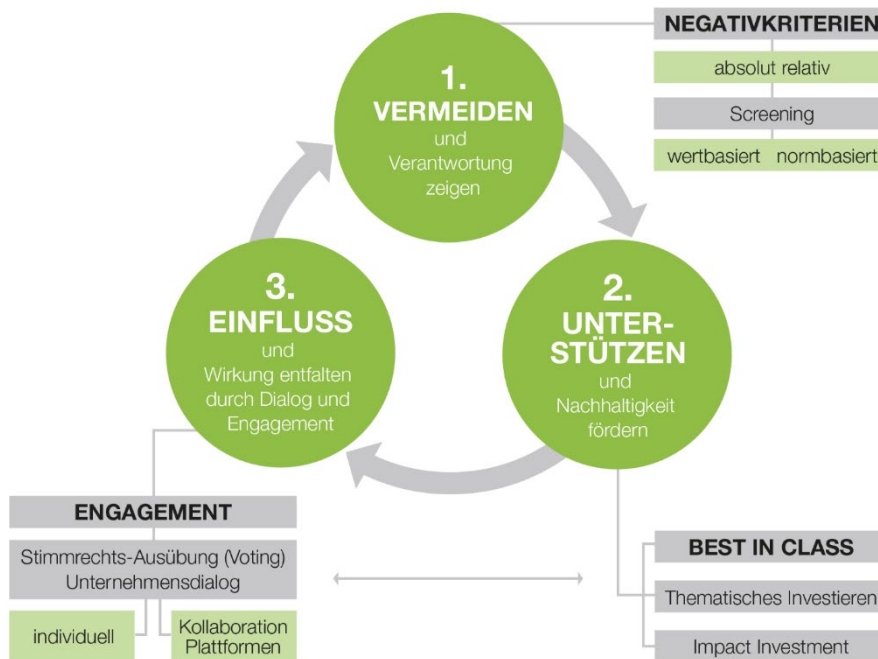 1.
VERMEIDEN
und
Verantwortung
zeigen
NEGATIVKRITERIEN
absolut relativ
Screening
wertbasiert normbasiert
2.
UNTER-
STÜTZEN
und
Nachhaltigkeit
fördern
BEST IN CLASS
Thematisches Investieren
Impact Investment
3.
EINFLUSS
und
Wirkung entfalten
durch Dialog und
Engagement
ENGAGEMENT
Stimmrechts-Ausübung (Voting)
Unternehmensdialog
individuell
Kollaboration
Plattformen